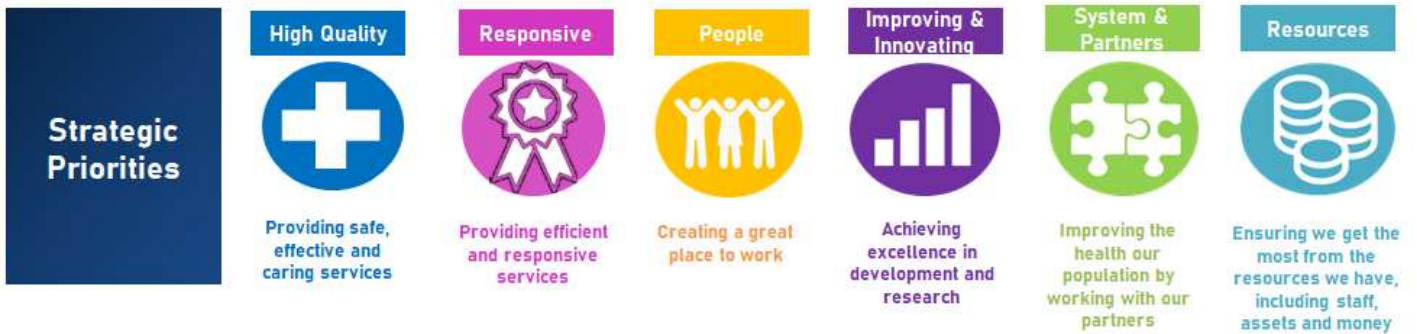 Strategic
Priorities
High Quality
Providing safe,
effective and
caring services
Responsive
Providing efficient
and responsive
services
People
Creating a great
place to work
Improving &
Innovating
Achieving
excellence in
development and
research
System &
Partners
Improving the
health our
population by
working with our
partners
Resources
Ensuring we get the
most from the
resources we have,
including staff,
assets and money